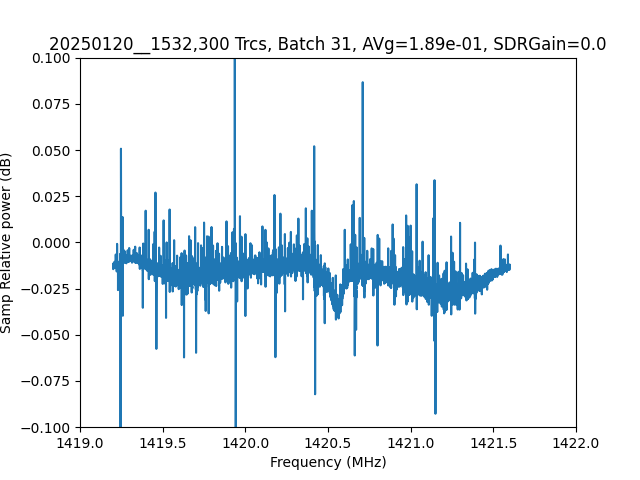 20250120__1532,300 Trcs, Batch 31, AVg=1.89e-01, SDRGain=0.0
0.100
0.075
0.050
0.025
0.000
−0.025
−0.050
−0.075
−0.100
Samp Relative power (dB)
1419.0 1419.5 1420.0 1420.5 1421.0 1421.5 1422.0
Frequency (MHz)